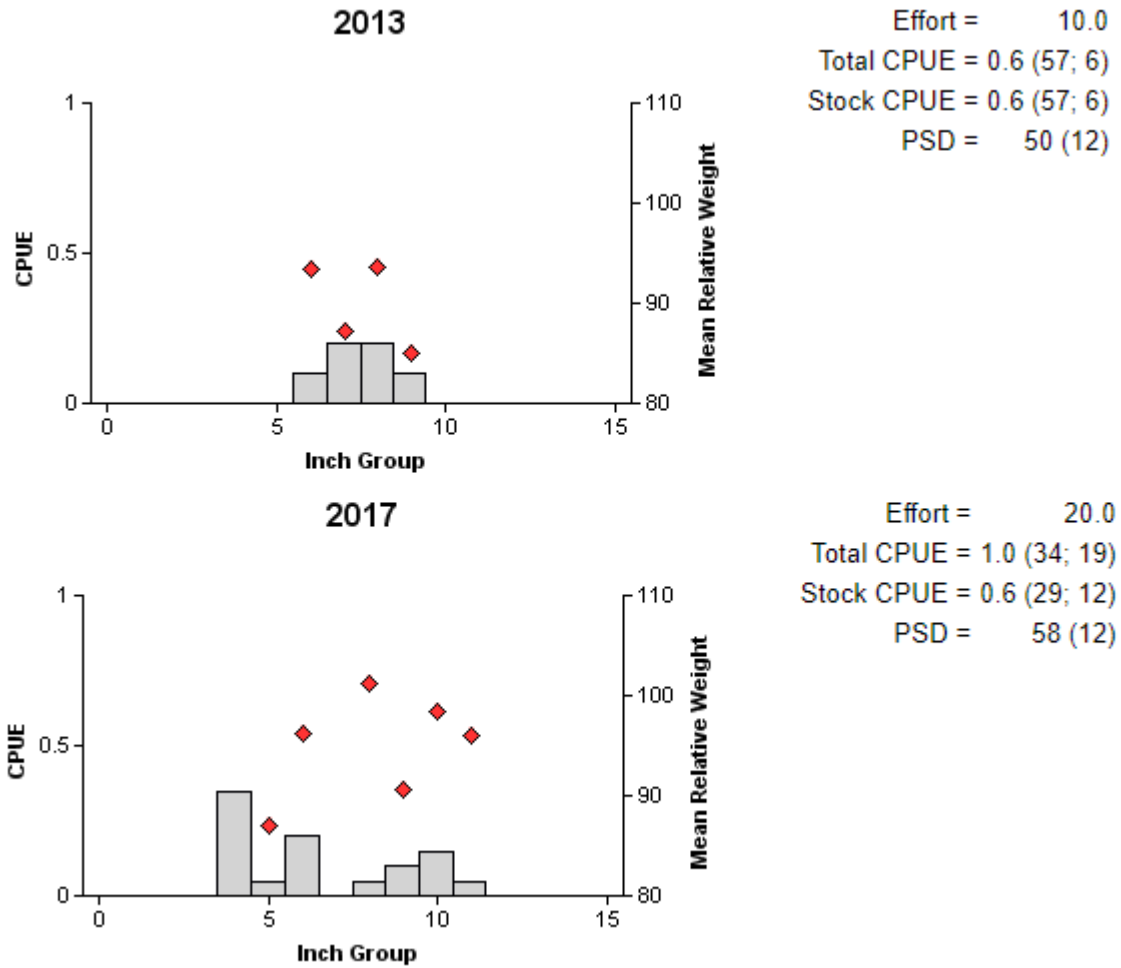 2013
Effort = 10.0
Total CPUE = 0.6 (57; 6)
Stock CPUE = 0.6 (57; 6)
PSD = 50 (12)
1
0.5
0
CPUE
110
100
90
80
Mean Relative Weight
0 5 10 15
Inch Group
2017
Effort = 20.0
Total CPUE = 1.0 (34; 19)
Stock CPUE = 0.6 (29; 12)
PSD = 58 (12)
1
0.5
0
CPUE
110
100
90
80
Mean Relative Weight
0 5 10 15
Inch Group